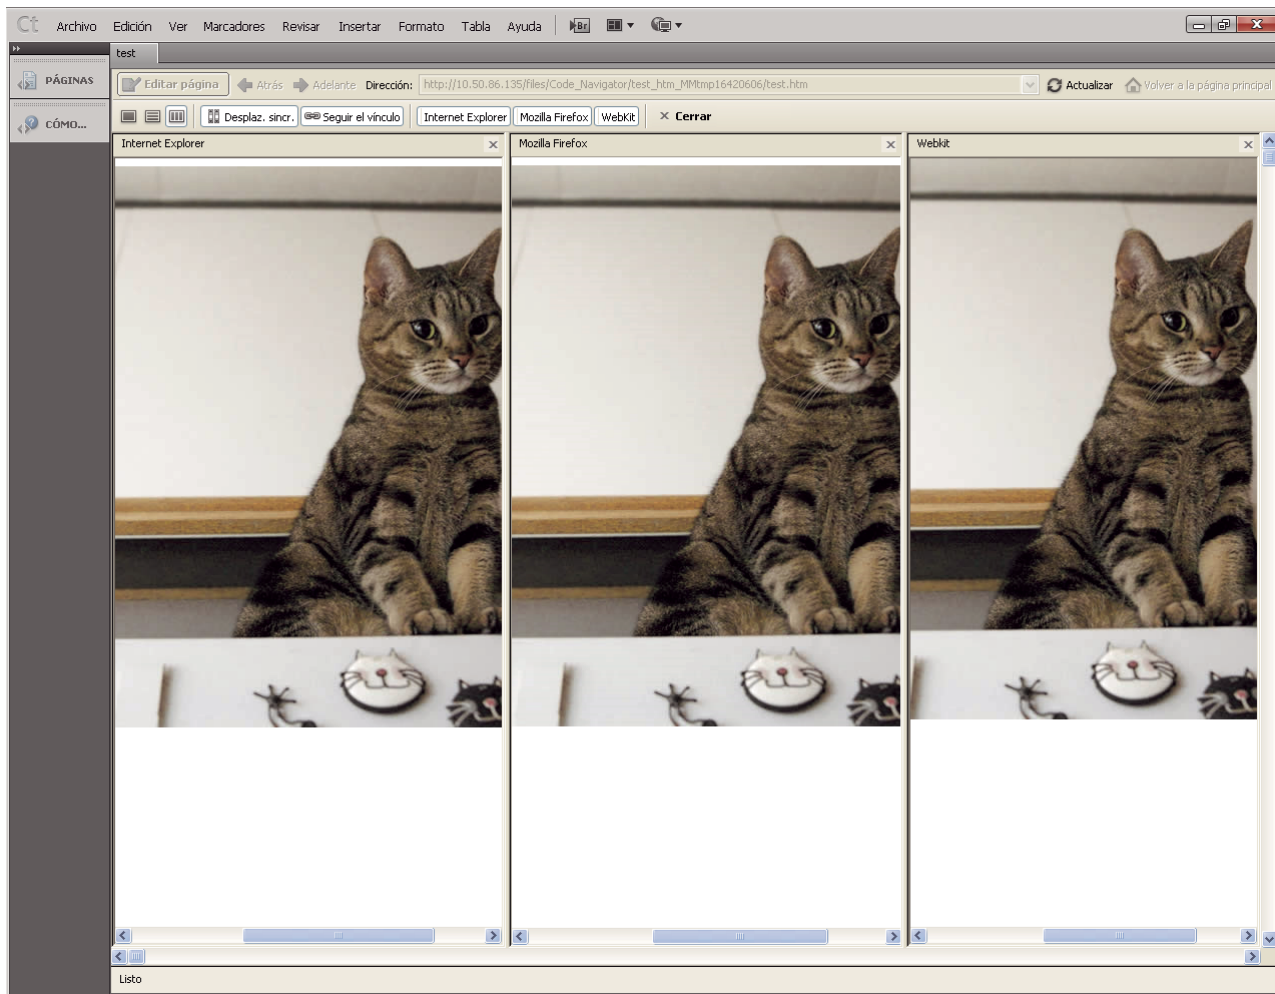 Ct Archivo Edición Ver Marcadores Revisar Insertar Formato Tabla Ayuda Br
test
PÁGINAS
Editar página Atrás Adelante Dirección: http://10.50.86.135/files/Code_Navigator/test_htm_MMtmp16420606/test.htm Actualizar Volver a la página principal
CÓMO...
Desplaz. sincr. Seguir el vínculo Internet Explorer Mozilla Firefox WebKit × Cerrar
Internet Explorer Mozilla Firefox Webkit
Listo